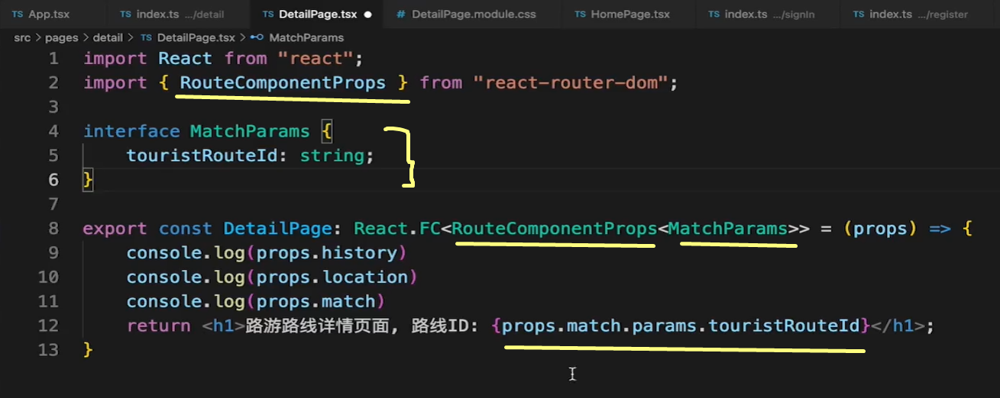 TS App.tsx TS index.ts .../detail TS DetailPage.tsx ● # DetailPage.module.css TS HomePage.tsx TS index.ts .../signIn TS index.ts .../register
src > pages > detail > TS DetailPage.tsx > MatchParams
1 import React from "react";
2 import { RouteComponentProps } from "react-router-dom";
3
4 interface MatchParams {
5 touristRouteId: string;
6 }
7
8 export const DetailPage: React.FC<RouteComponentProps<MatchParams>> = (props) => {
9 console.log(props.history)
10 console.log(props.location)
11 console.log(props.match)
12 return <h1>路游路线详情页面, 路线ID: {props.match.params.touristRouteId}</h1>;
13 }